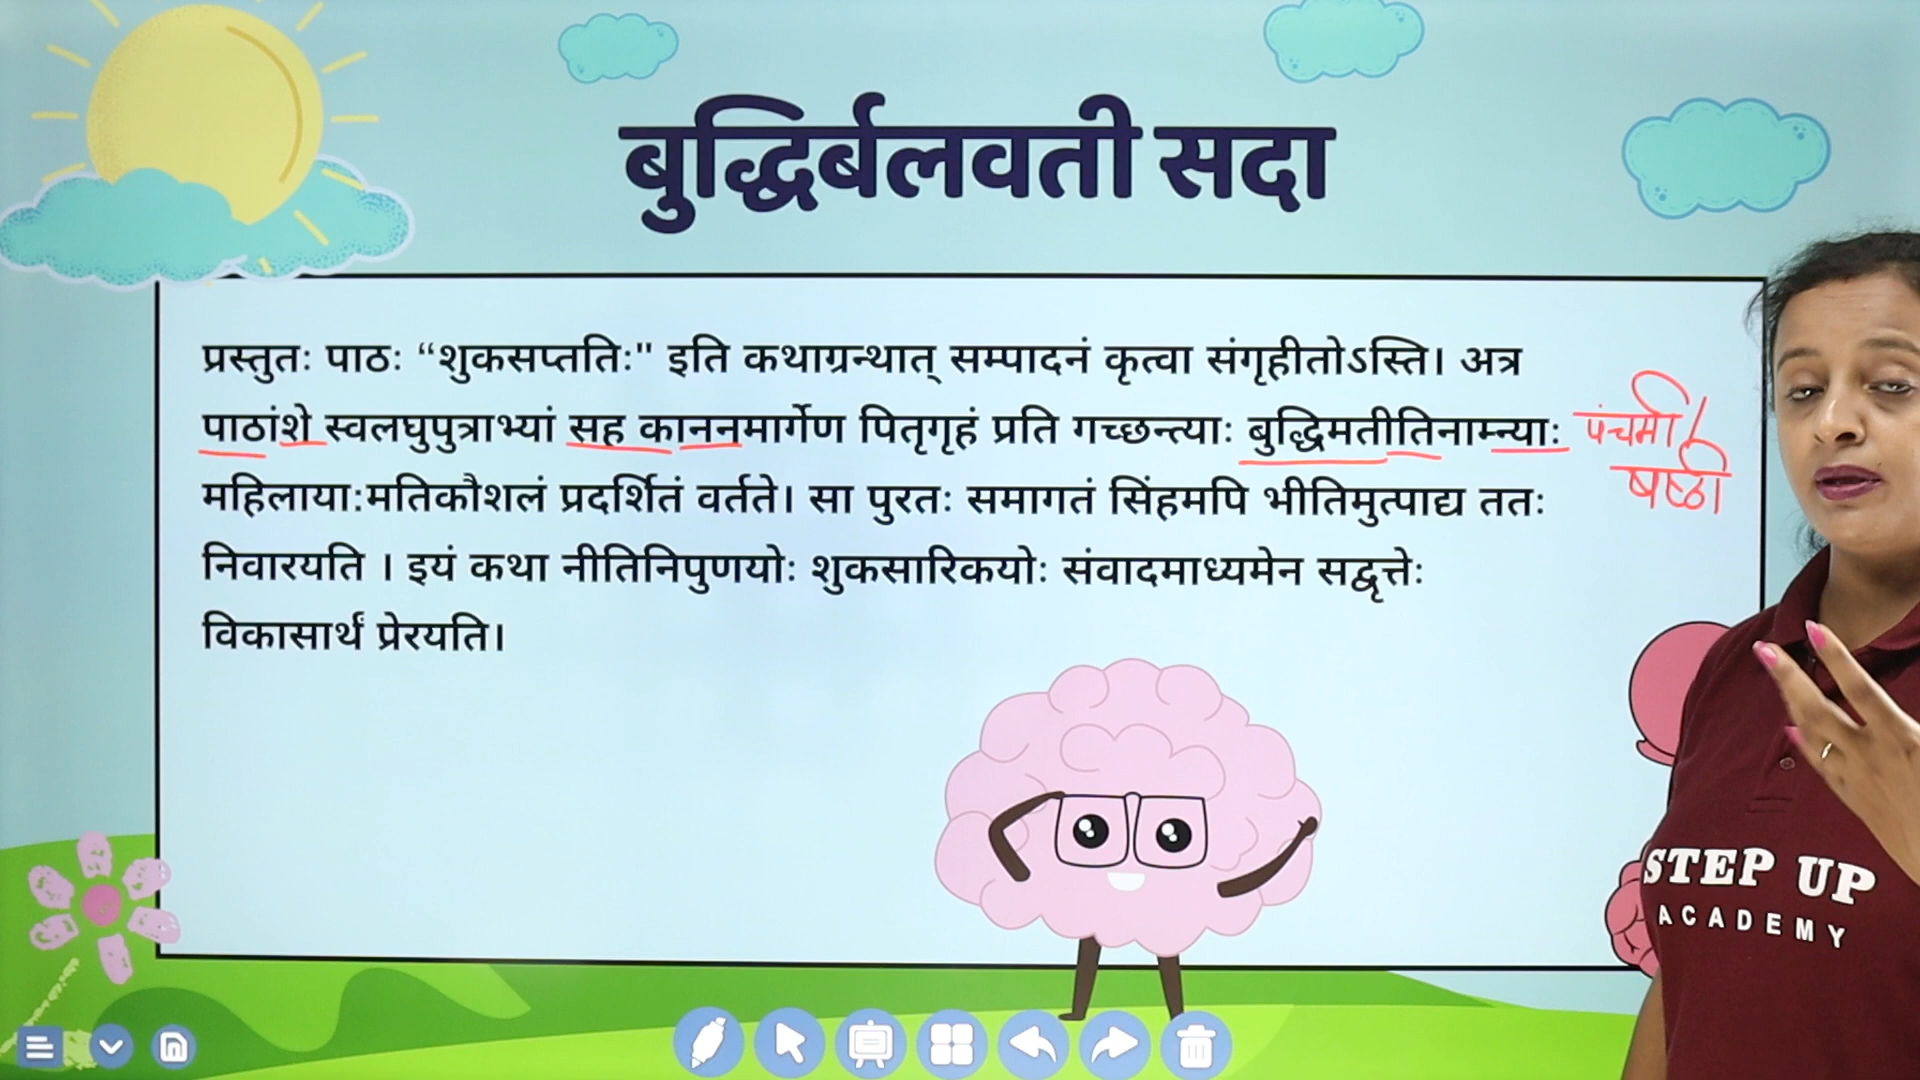 बुद्धिर्बलवती सदा
प्रस्तुतः पाठः “शुकसप्ततिः" इति कथाग्रन्थात् सम्पादनं कृत्वा संगृहीतोऽस्ति। अत्र
पाठांशे स्वलघुपुत्राभ्यां सह काननमार्गेण पितृगृहं प्रति गच्छन्त्याः बुद्धिमतीतिनाम्न्याः
पंचमी/
षष्ठी
महिलाया:मतिकौशलं प्रदर्शितं वर्तते। सा पुरतः समागतं सिंहमपि भीतिमुत्पाद्य ततः
निवारयति । इयं कथा नीतिनिपुणयोः शुकसारिकयोः संवादमाध्यमेन सद्वृत्तेः
विकासार्थं प्रेरयति।
STEP UP
ACADEMY